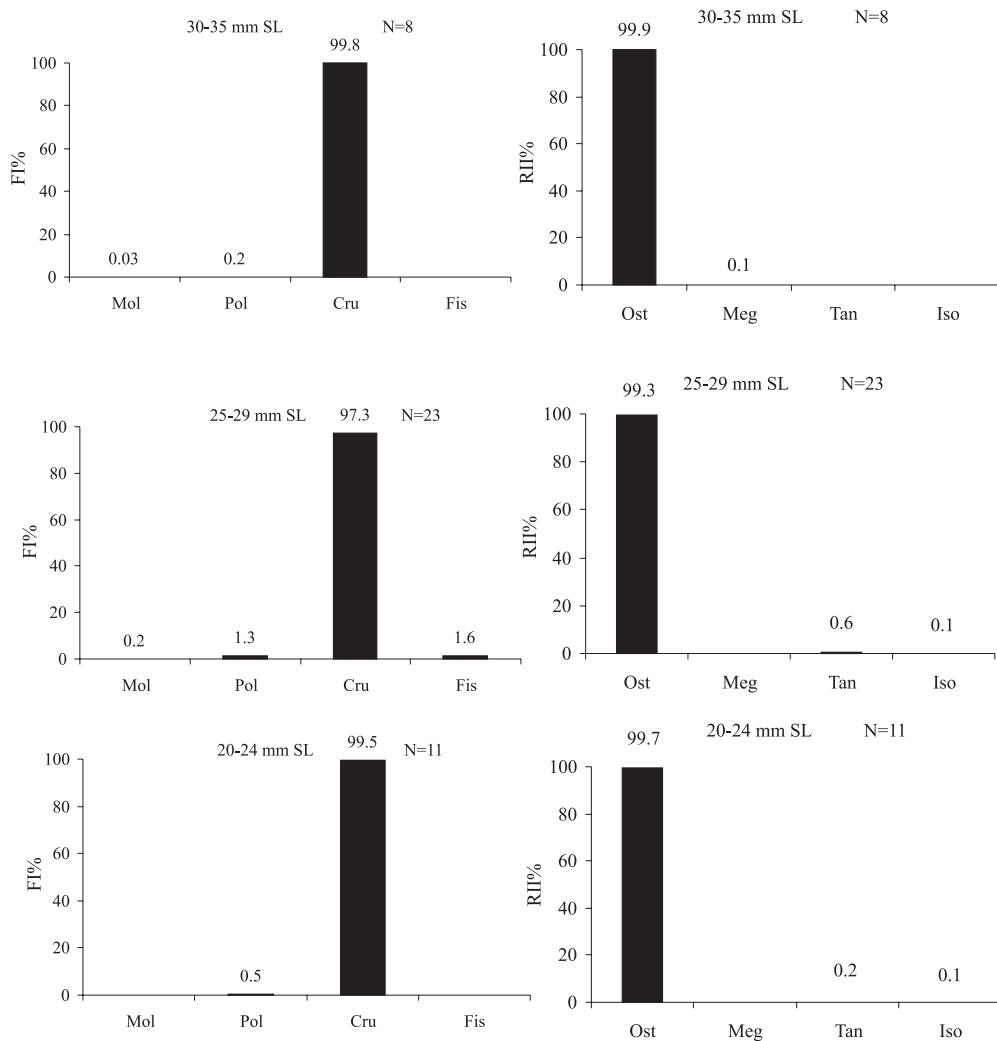 30-35 mm SL N=8
99.8
100
80
60
40
20
0
FI%
0.03
0.2
Mol Pol Cru Fis
30-35 mm SL N=8
99.9
100
80
60
40
20
0
RII%
0.1
Ost Meg Tan Iso
25-29 mm SL 97.3 N=23
100
80
60
40
20
0
FI%
0.2
1.3
1.6
Mol Pol Cru Fis
99.3 25-29 mm SL N=23
100
80
60
40
20
0
RII%
0.6
0.1
Ost Meg Tan Iso
20-24 mm SL 99.5 N=11
100
80
60
40
20
0
FI%
0.5
Mol Pol Cru Fis
99.7 20-24 mm SL N=11
100
80
60
40
20
0
RII%
0.2
0.1
Ost Meg Tan Iso